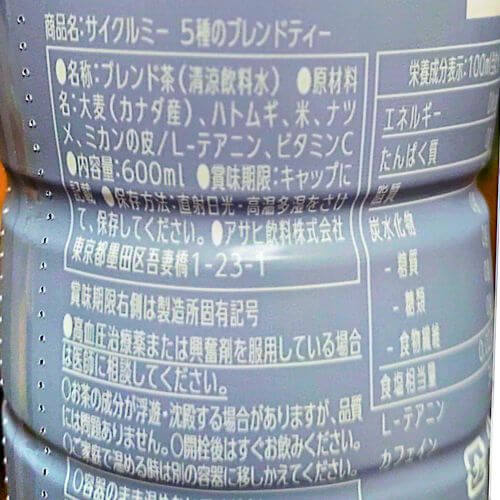 商品名:サイクルミー 5種のブレンドティー
●名称:ブレンド茶(清涼飲料水) ●原材料
名:大麦(カナダ産)、ハトムギ、米、ナツ
メ、ミカンの皮/L-テアニン、ビタミンC
●内容量:600ml ●賞味期限:キャップに
記載 ●保存方法:直射日光・高温多湿をさけ
て、保存してください。●アサヒ飲料株式会社
東京都墨田区吾妻橋1-23-1
賞味期限右側は製造所固有記号
●高血圧治療薬または興奮剤を服用している場合
は医師に相談してください。
○お茶の成分が浮遊・沈殿する場合がありますが、品質
には問題ありません。○開栓後はすぐお飲みください。
○ご家庭で温める時は別の容器に移しかえてください。
○容器のまま温め
栄養成分表示:100ml
エネルギー
たんぱく質
脂質
炭水化物
- 糖質
- 糖類
- 食物繊維
食塩相当量
L-テアニン
カフェイン